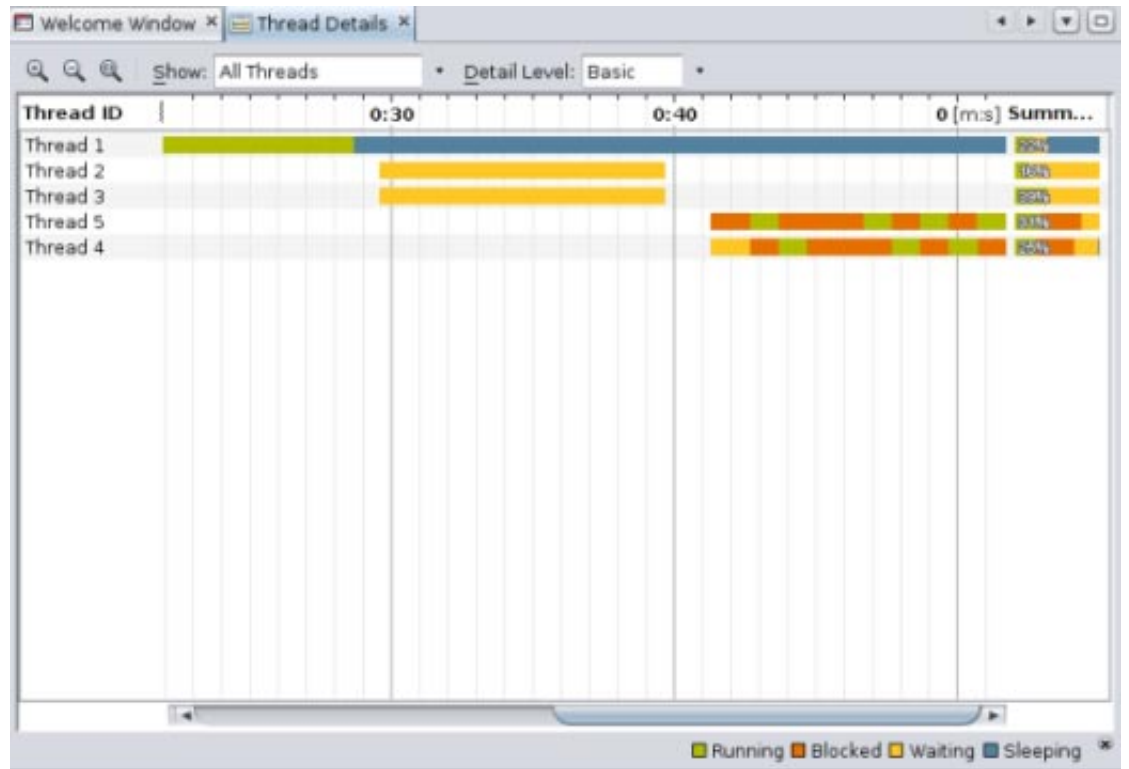 Welcome Window
Thread Details
Show: All Threads Detail Level: Basic
Thread ID 0:30 0:40 0 [m:s] Summ...
Thread 1
Thread 2
Thread 3
Thread 5
Thread 4
Running Blocked Waiting Sleeping